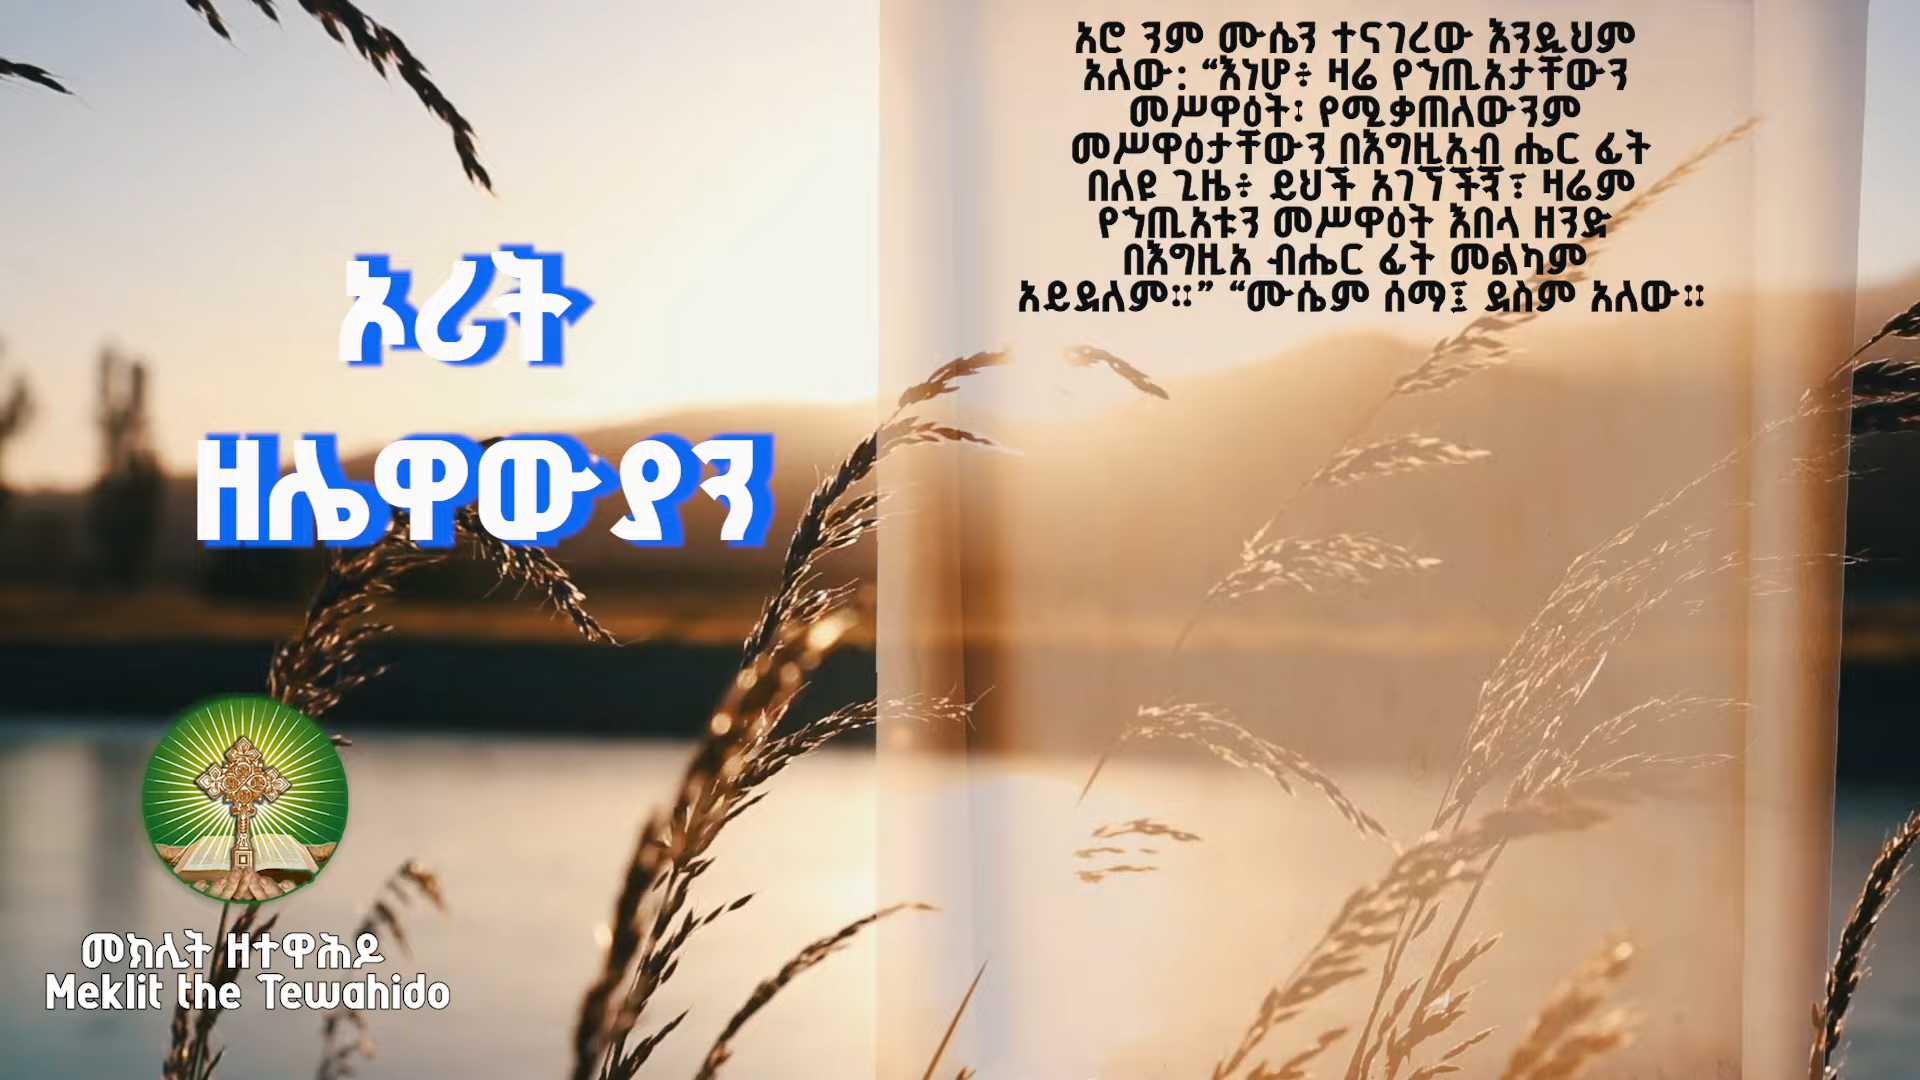 ኦሪት
ዘሌዋውያን
አሮ ንም ሙሴን ተናገረው እንዲህም
አለው: “እነሆ፥ ዛሬ የኀጢአታቸውን
መሥዋዕት፤ የሚቃጠለውንም
መሥዋዕታቸውን በእግዚአብ ሔር ፊት
በለዩ ጊዜ፥ ይህች አገኘችኝ፣ ዛሬም
የኀጢአቱን መሥዋዕት እበላ ዘንድ
በእግዚአ ብሔር ፊት መልካም
አይደለም።” “ሙሴም ሰማ፤ ደስም አለው።
መክሊት ዘተዋሕዶ
Meklit the Tewahido